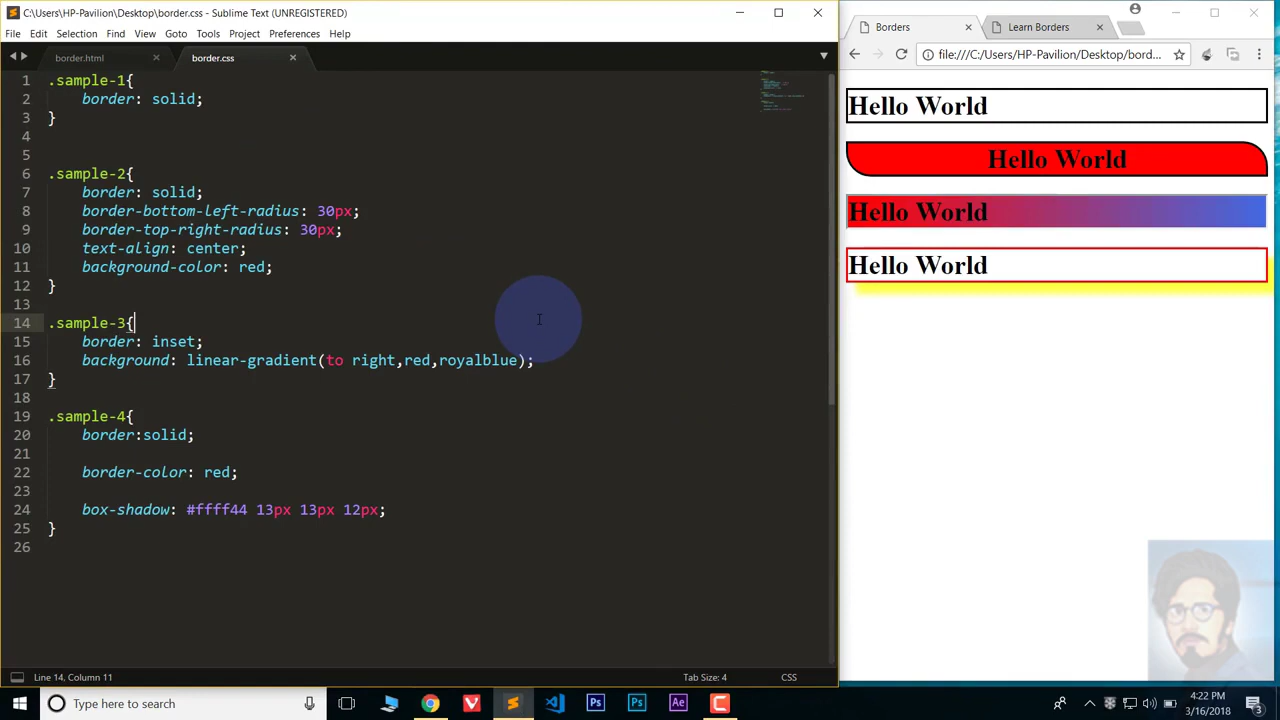 C:\Users\HP-Pavilion\Desktop\border.css - Sublime Text (UNREGISTERED)
File Edit Selection Find View Goto Tools Project Preferences Help
border.html
border.css
1 .sample-1{
2 border: solid;
3 }
4
5
6 .sample-2{
7 border: solid;
8 border-bottom-left-radius: 30px;
9 border-top-right-radius: 30px;
10 text-align: center;
11 background-color: red;
12 }
13
14 .sample-3{
15 border: inset;
16 background: linear-gradient(to right,red,royalblue);
17 }
18
19 .sample-4{
20 border:solid;
21
22 border-color: red;
23
24 box-shadow: #ffff44 13px 13px 12px;
25 }
26
Line 14, Column 11
Tab Size: 4
CSS
Borders
Learn Borders
file:///C:/Users/HP-Pavilion/Desktop/bord...
Hello World
Hello World
Hello World
Hello World
Type here to search
Ps
Ps
Ae
4:22 PM
3/16/2018
3